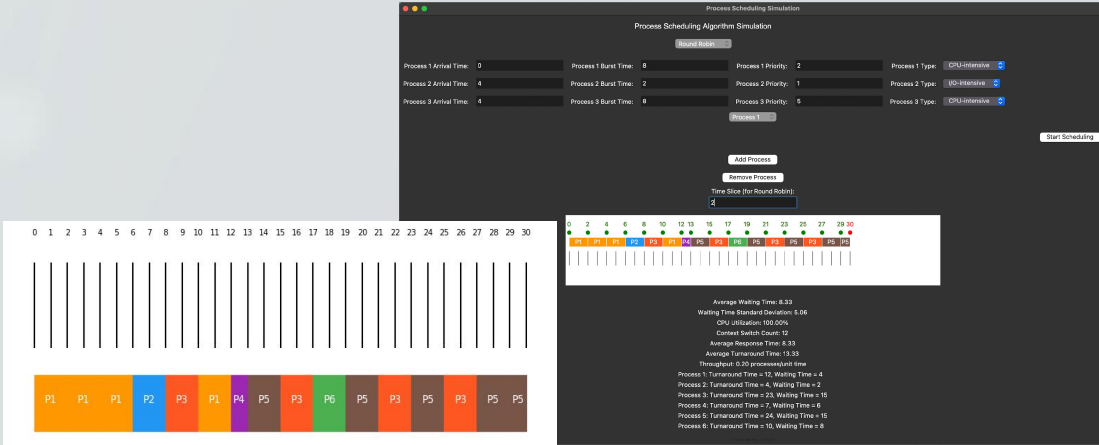 Process Scheduling Simulation
Process Scheduling Algorithm Simulation
Round Robin
Process 1 Arrival Time: 0 Process 1 Burst Time: 8 Process 1 Priority: 2 Process 1 Type: CPU-intensive
Process 2 Arrival Time: 4 Process 2 Burst Time: 2 Process 2 Priority: 1 Process 2 Type: I/O-intensive
Process 3 Arrival Time: 4 Process 3 Burst Time: 8 Process 3 Priority: 5 Process 3 Type: CPU-intensive
Process 1
Start Scheduling
Add Process
Remove Process
Time Slice (for Round Robin):
2
0 2 4 6 8 10 12 13 15 17 19 21 23 25 27 29 30
P1 P1 P1 P2 P3 P1 P4 P5 P3 P6 P5 P3 P5 P3 P5 P5
0 1 2 3 4 5 6 7 8 9 10 11 12 13 14 15 16 17 18 19 20 21 22 23 24 25 26 27 28 29 30
P1 P1 P1 P2 P3 P1 P4 P5 P3 P6 P5 P3 P5 P3 P5 P5
Average Waiting Time: 8.33
Waiting Time Standard Deviation: 5.06
CPU Utilization: 100.00%
Context Switch Count: 12
Average Response Time: 8.33
Average Turnaround Time: 13.33
Throughput: 0.20 processes/unit time
Process 1: Turnaround Time = 12, Waiting Time = 4
Process 2: Turnaround Time = 4, Waiting Time = 2
Process 3: Turnaround Time = 23, Waiting Time = 15
Process 4: Turnaround Time = 7, Waiting Time = 6
Process 5: Turnaround Time = 24, Waiting Time = 15
Process 6: Turnaround Time = 10, Waiting Time = 8